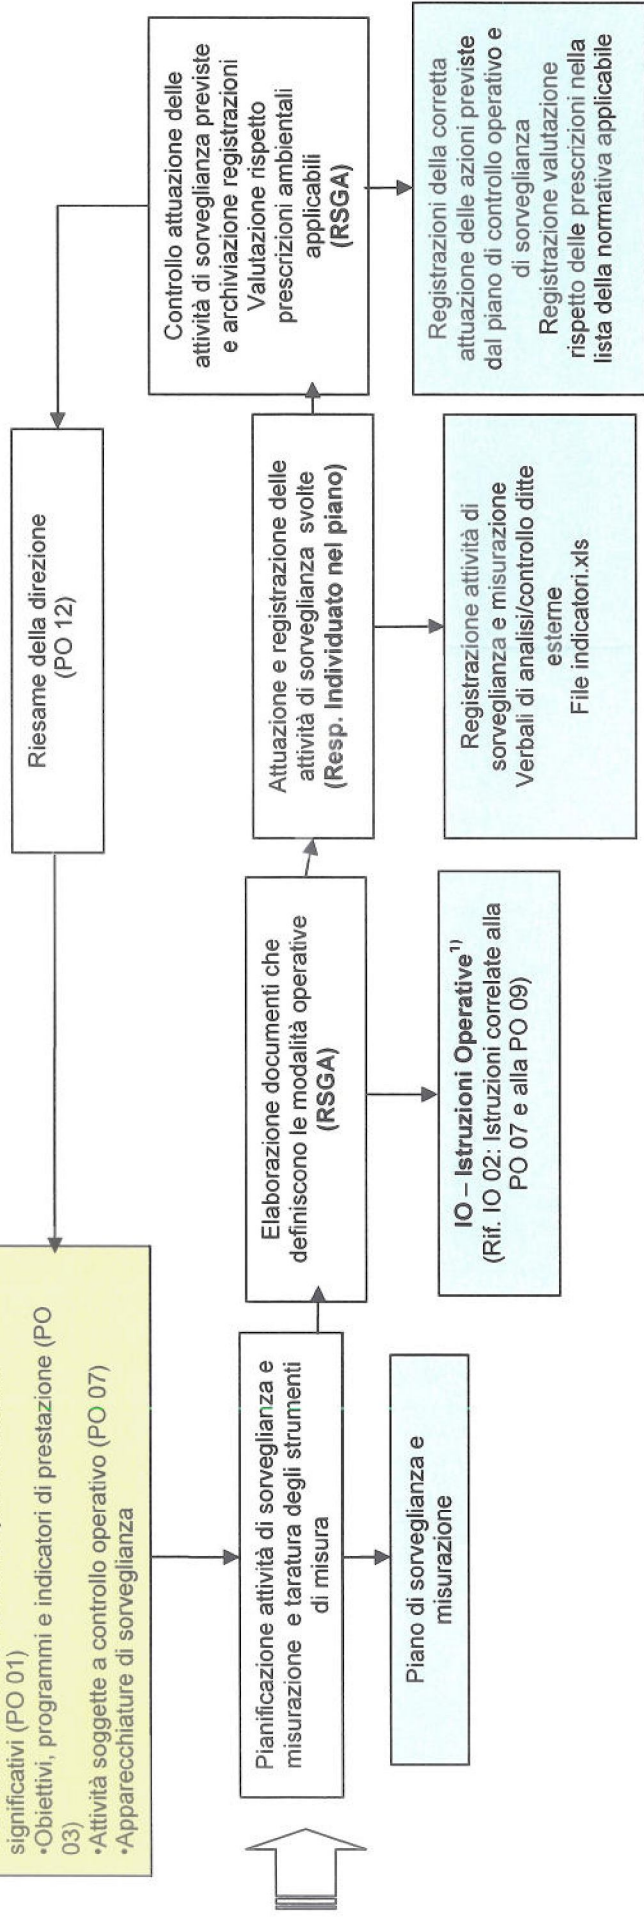 significativi (PO 01)
•Obiettivi, programmi e indicatori di prestazione (PO
03)
•Attività soggette a controllo operativo (PO 07)
•Apparecchiature di sorveglianza
Riesame della direzione
(PO 12)
Pianificazione attività di sorveglianza e
misurazione e taratura degli strumenti
di misura
Elaborazione documenti che
definiscono le modalità operative
(RSGA)
Attuazione e registrazione delle
attività di sorveglianza svolte
(Resp. Individuato nel piano)
Controllo attuazione delle
attività di sorveglianza previste
e archiviazione registrazioni
Valutazione rispetto
prescrizioni ambientali
applicabili
(RSGA)
Piano di sorveglianza e
misurazione
IO – Istruzioni Operative¹⁾
(Rif. IO 02: Istruzioni correlate alla
PO 07 e alla PO 09)
Registrazione attività di
sorveglianza e misurazione
Verbali di analisi/controllo ditte
esterne
File indicatori.xls
Registrazioni della corretta
attuazione delle azioni previste
dal piano di controllo operativo e
di sorveglianza
Registrazione valutazione
rispetto delle prescrizioni nella
lista della normativa applicabile